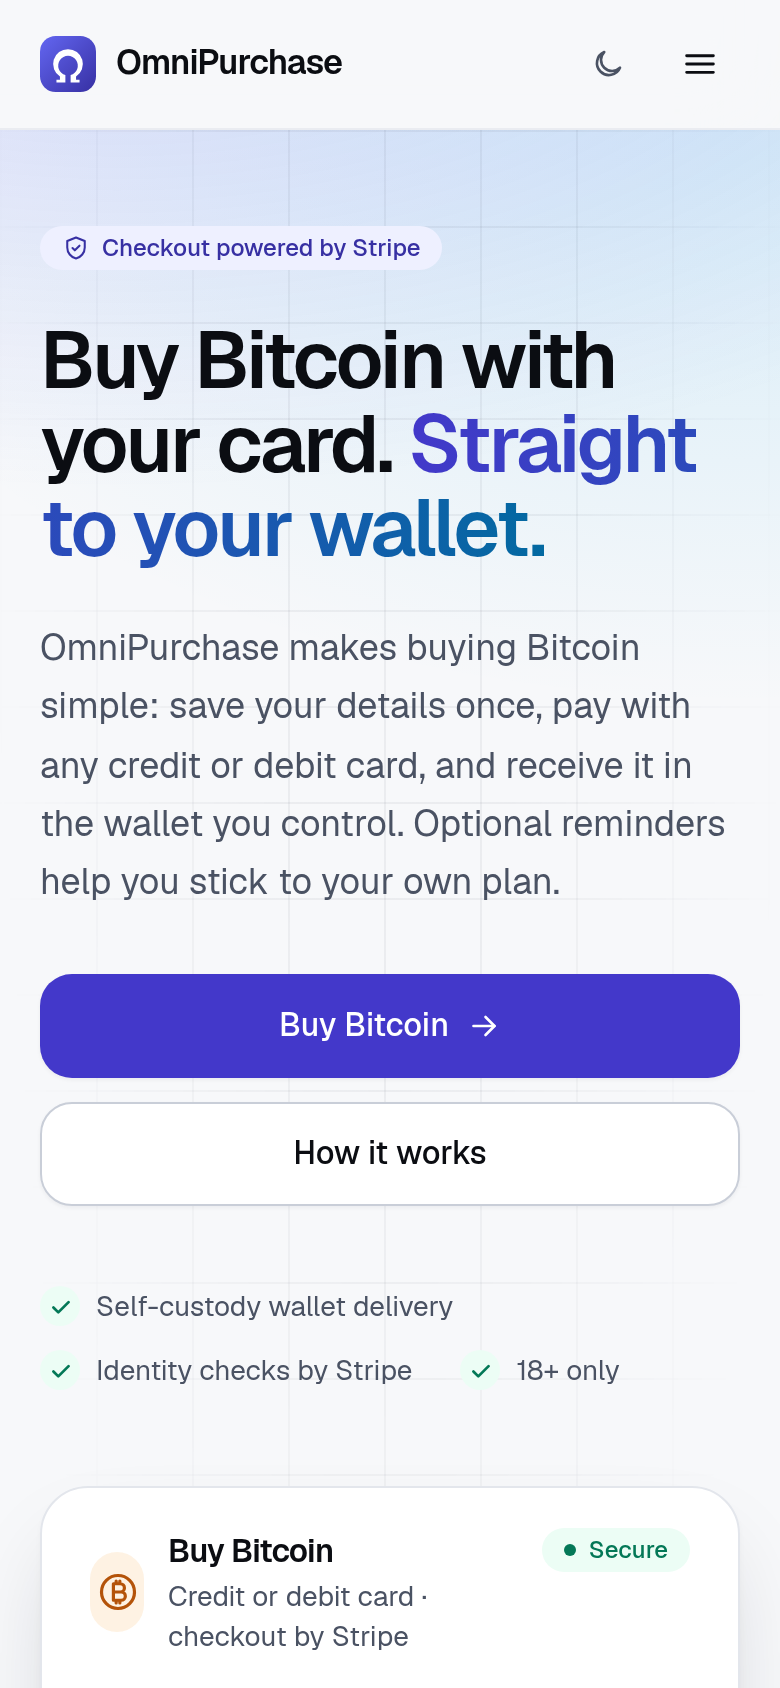 OmniPurchase
Checkout powered by Stripe
Buy Bitcoin with
your card. Straight
to your wallet.
OmniPurchase makes buying Bitcoin
simple: save your details once, pay with
any credit or debit card, and receive it in
the wallet you control. Optional reminders
help you stick to your own plan.
Buy Bitcoin →
How it works
Self-custody wallet delivery
Identity checks by Stripe
18+ only
Buy Bitcoin
Secure
Credit or debit card ·
checkout by Stripe